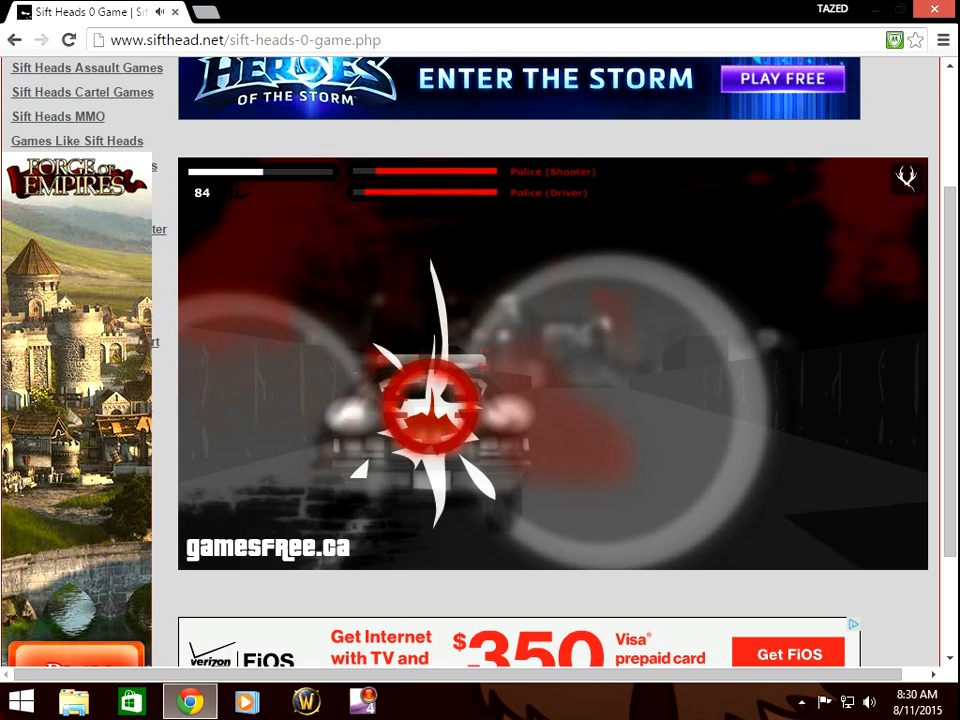 Sift Heads 0 Game | Sif
TAZED
www.sifthead.net/sift-heads-0-game.php
Sift Heads Assault Games
Sift Heads Cartel Games
Sift Heads MMO
Games Like Sift Heads
s
ter
rt
HEROES
OF THE STORM
ENTER THE STORM
PLAY FREE
FORGE OF
EMPIRES
84
Police (Shooter)
Police (Driver)
gamesfree.ca
verizon
FiOS
Get Internet
with TV and
$350
Visa®
prepaid card
Get FiOS
4
8:30 AM
8/11/2015